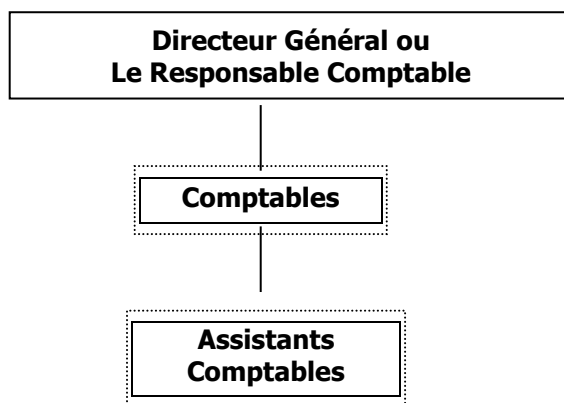 Directeur Général ou
Le Responsable Comptable
Comptables
Assistants
Comptables